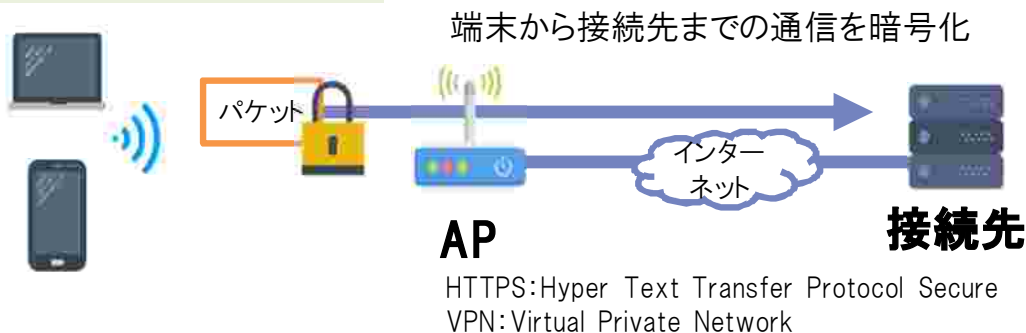 端末から接続先までの通信を暗号化
パケット
インター
ネット
AP
接続先
HTTPS:Hyper Text Transfer Protocol Secure
VPN:Virtual Private Network